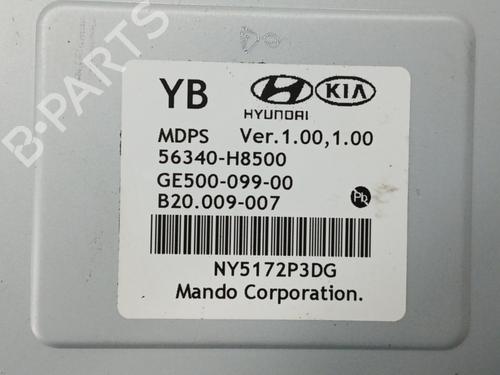 YB HYUNDAI KIA
MDPS Ver.1.00,1.00
56340-H8500
GE500-099-00
B20.009-007
Pb
NY5172P3DG
Mando Corporation.
B-PARTS